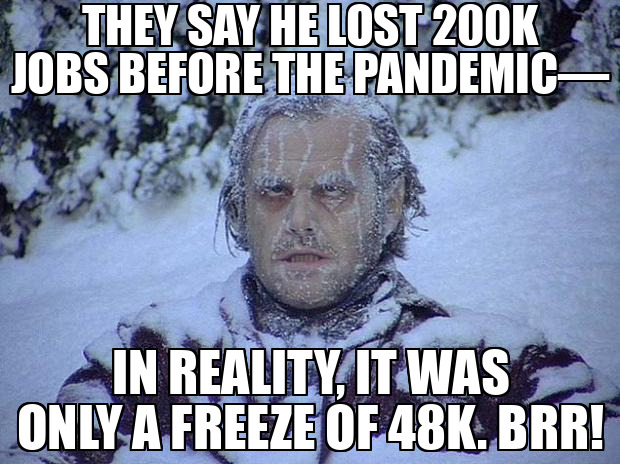 THEY SAY HE LOST 200K
JOBS BEFORE THE PANDEMIC—
IN REALITY, IT WAS
ONLY A FREEZE OF 48K. BRR!